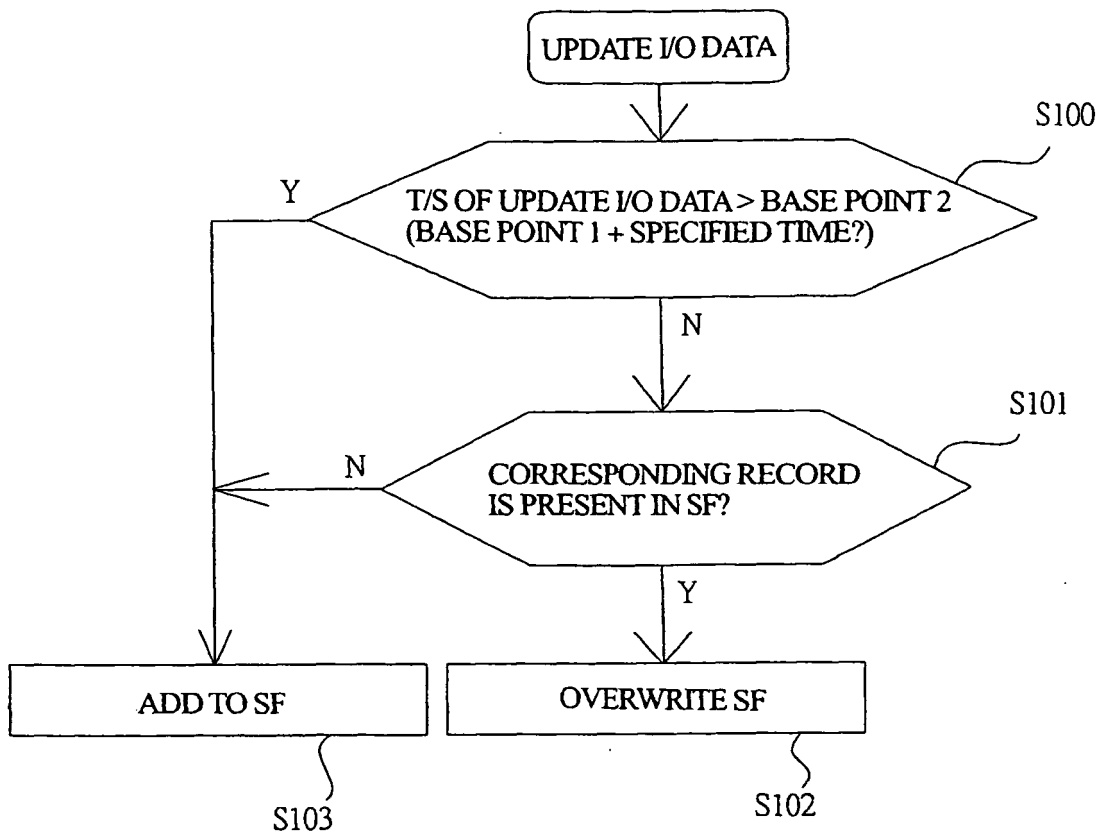 UPDATE I/O DATA
S100
Y
T/S OF UPDATE I/O DATA > BASE POINT 2
(BASE POINT 1 + SPECIFIED TIME?)
N
S101
N
CORRESPONDING RECORD
IS PRESENT IN SF?
Y
ADD TO SF
OVERWRITE SF
S103
S102